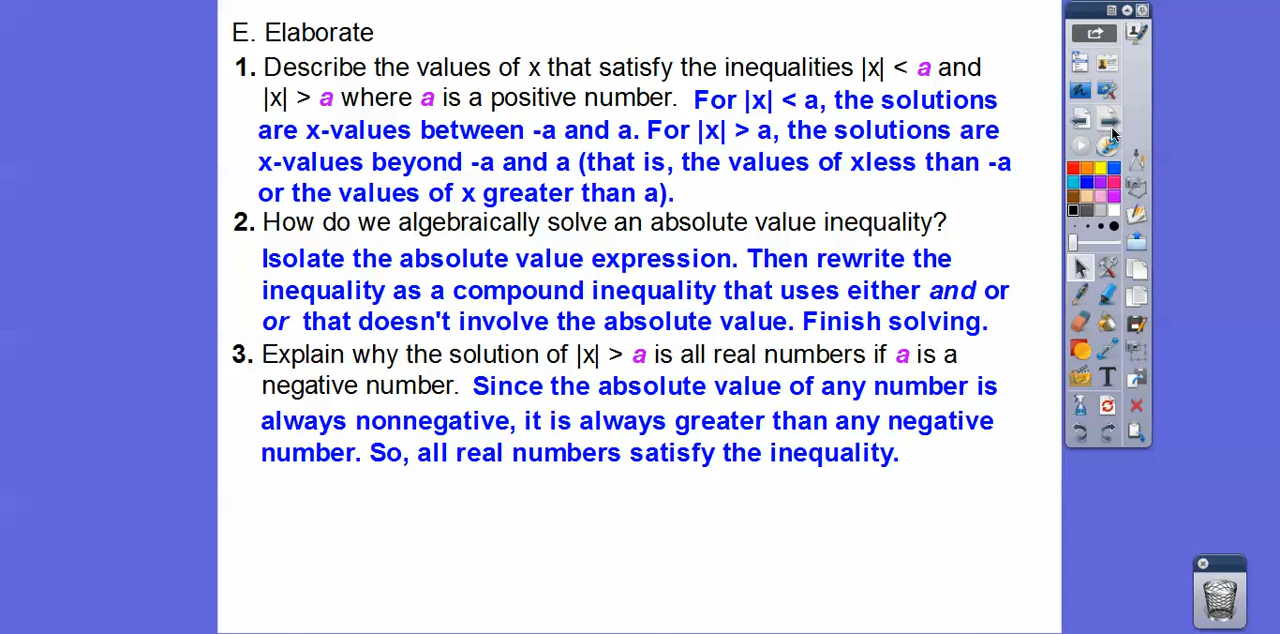 E. Elaborate
1. Describe the values of x that satisfy the inequalities |x| < a and
|x| > a where a is a positive number. For |x| < a, the solutions
are x-values between -a and a. For |x| > a, the solutions are
x-values beyond -a and a (that is, the values of xless than -a
or the values of x greater than a).
2. How do we algebraically solve an absolute value inequality?
Isolate the absolute value expression. Then rewrite the
inequality as a compound inequality that uses either and or
or that doesn't involve the absolute value. Finish solving.
3. Explain why the solution of |x| > a is all real numbers if a is a
negative number. Since the absolute value of any number is
always nonnegative, it is always greater than any negative
number. So, all real numbers satisfy the inequality.